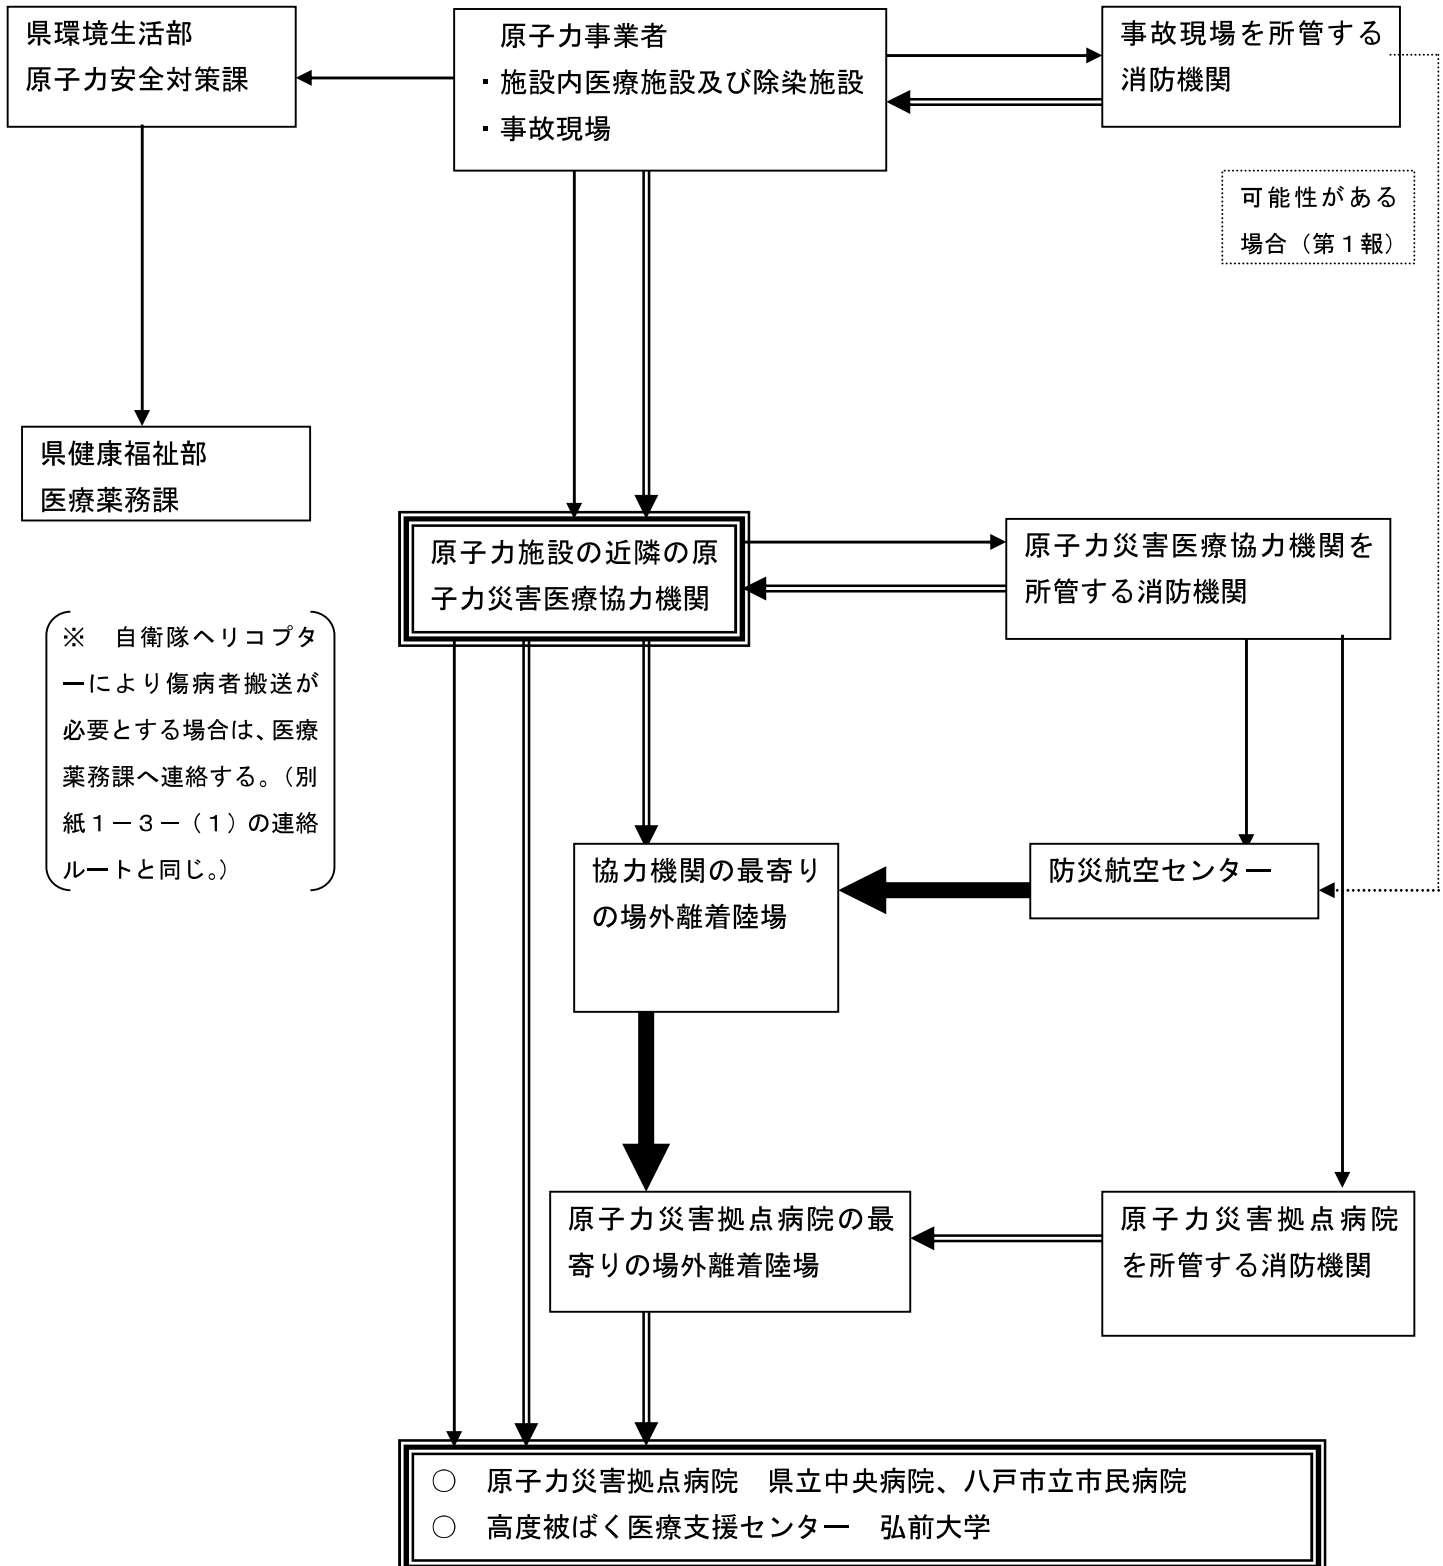 県環境生活部
原子力安全対策課
原子力事業者
・施設内医療施設及び除染施設
・事故現場
事故現場を所管する
消防機関
可能性がある
場合（第１報）
県健康福祉部
医療薬務課
原子力施設の近隣の原
子力災害医療協力機関
原子力災害医療協力機関を
所管する消防機関
※　自衛隊ヘリコプタ
ーにより傷病者搬送が
必要とする場合は、医療
薬務課へ連絡する。（別
紙１－３－（１）の連絡
ルートと同じ。）
協力機関の最寄り
の場外離着陸場
防災航空センター
原子力災害拠点病院の最
寄りの場外離着陸場
原子力災害拠点病院
を所管する消防機関
○　原子力災害拠点病院　県立中央病院、八戸市立市民病院
○　高度被ばく医療支援センター　弘前大学